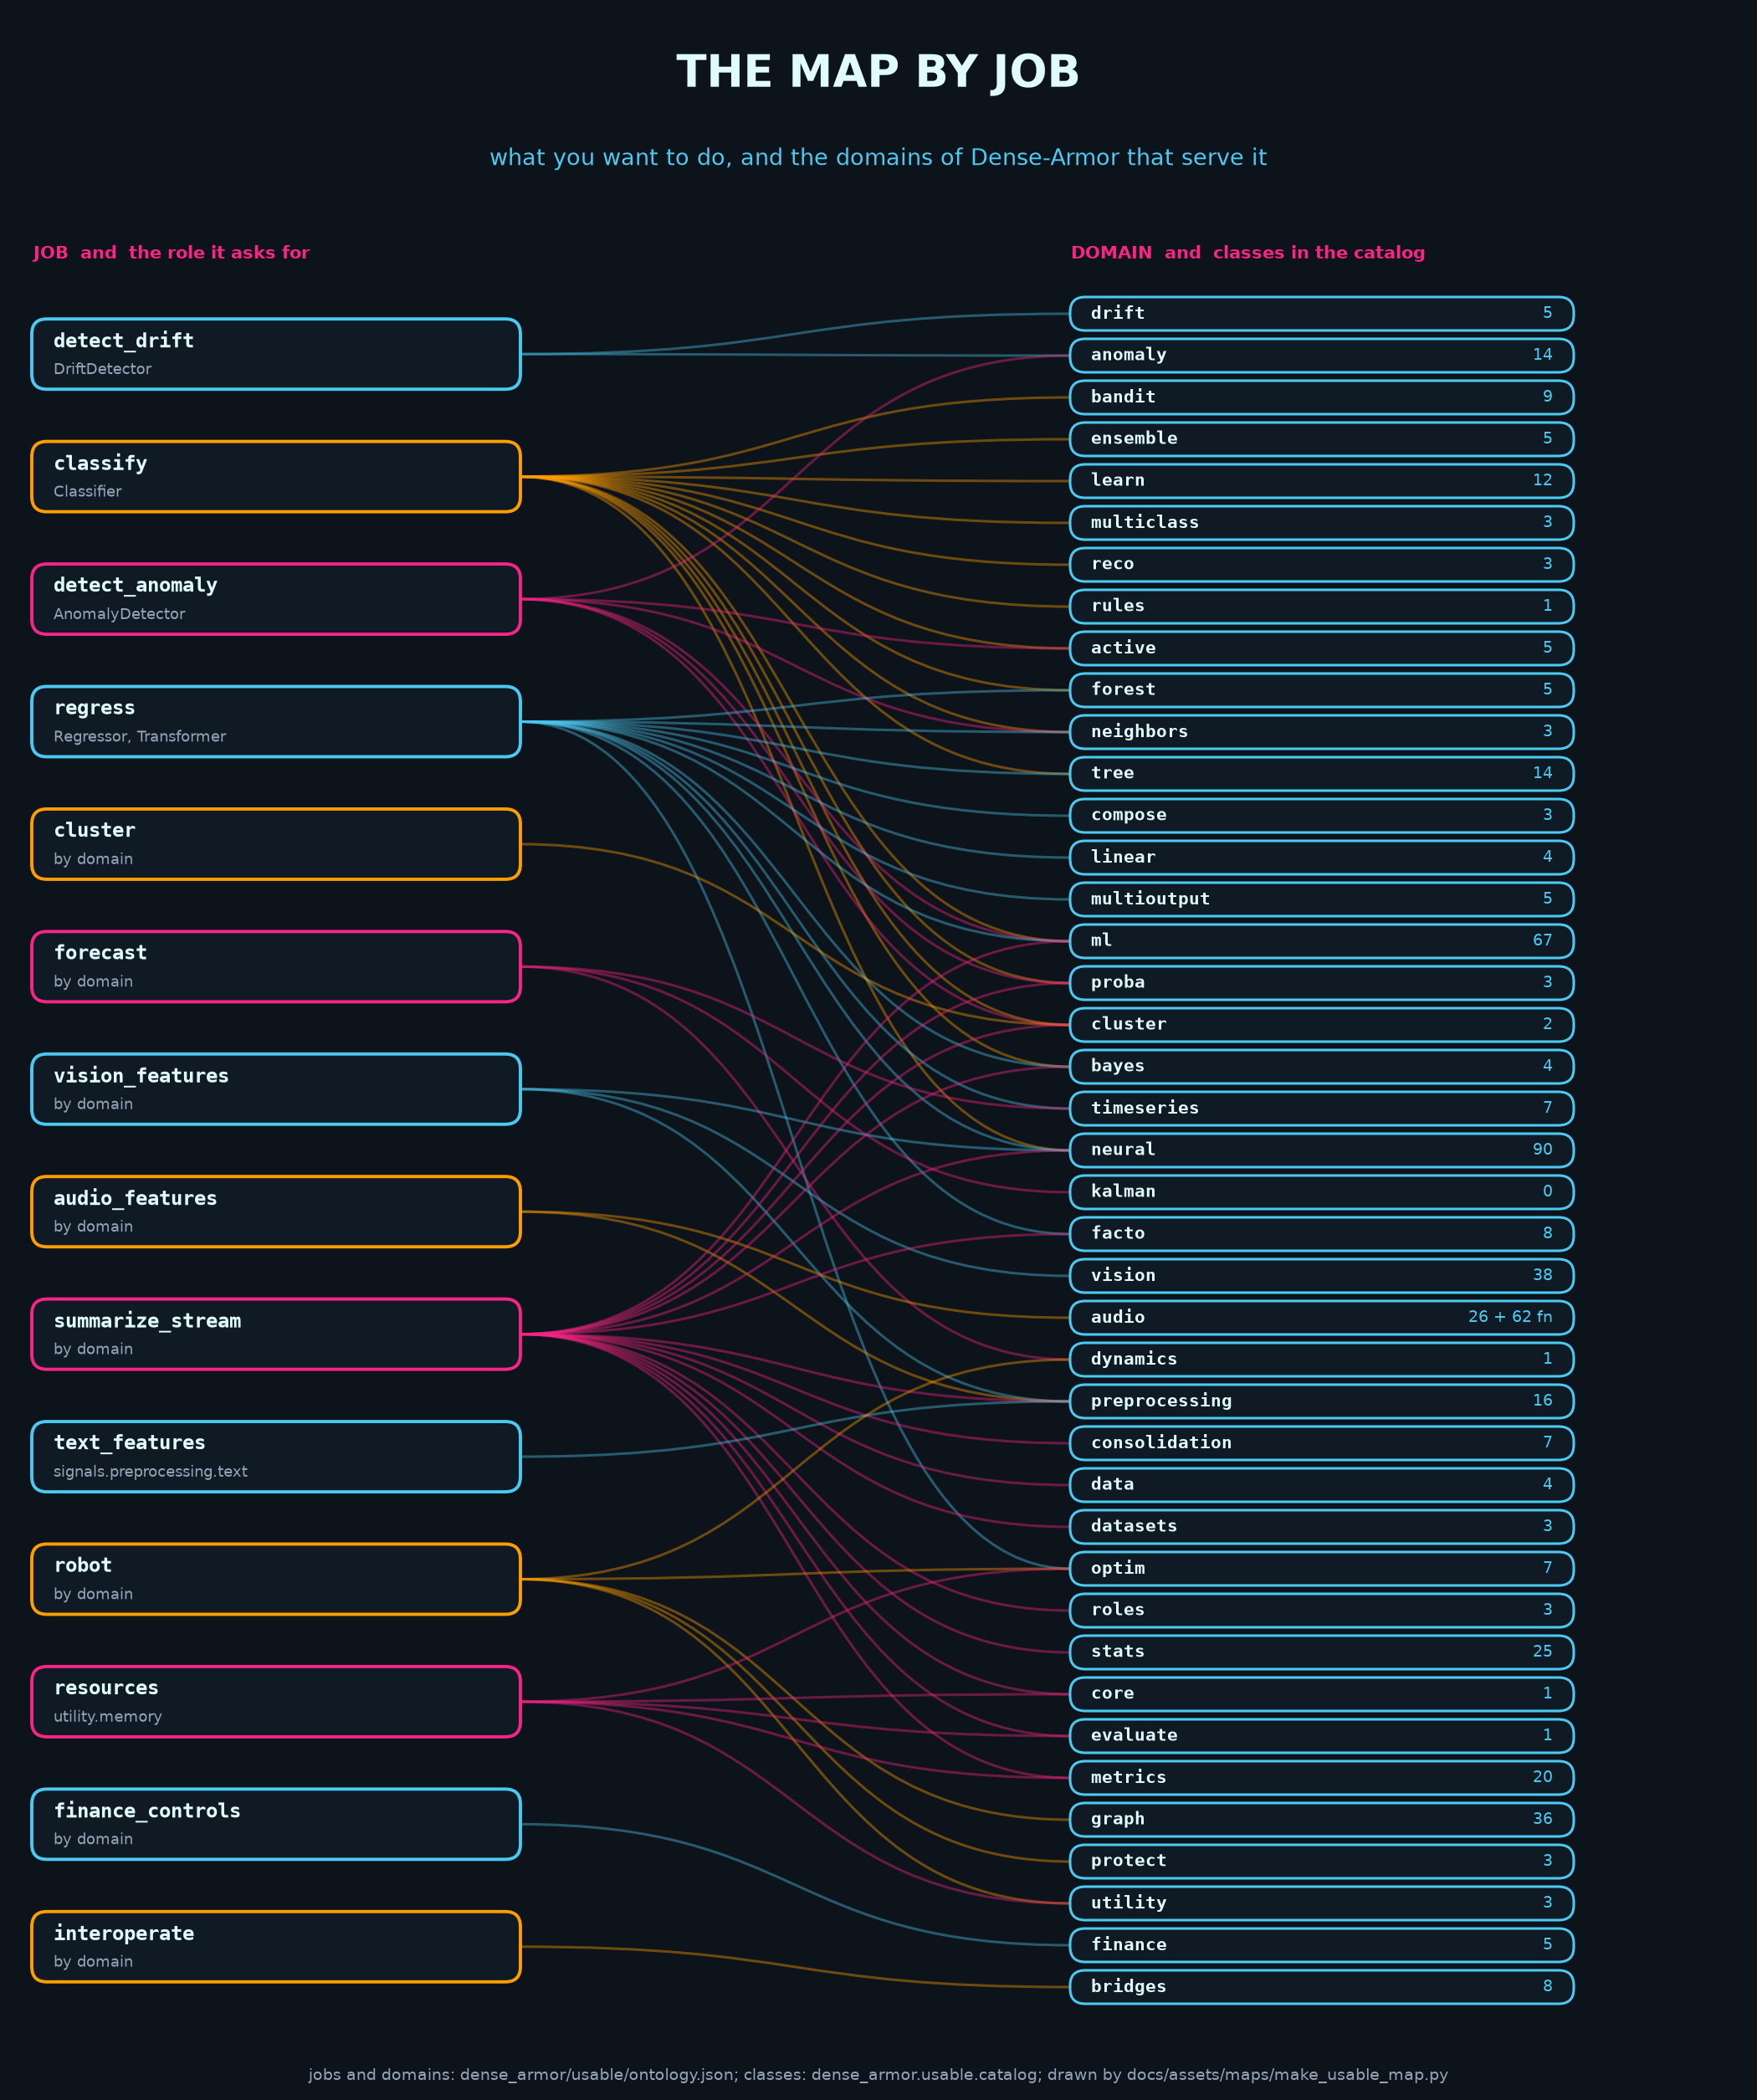 THE MAP BY JOB
what you want to do, and the domains of Dense-Armor that serve it
JOB  and  the role it asks for
detect_drift
DriftDetector
classify
Classifier
detect_anomaly
AnomalyDetector
regress
Regressor, Transformer
cluster
by domain
forecast
by domain
vision_features
by domain
audio_features
by domain
summarize_stream
by domain
text_features
signals.preprocessing.text
robot
by domain
resources
utility.memory
finance_controls
by domain
interoperate
by domain
DOMAIN  and  classes in the catalog
drift 5
anomaly 14
bandit 9
ensemble 5
learn 12
multiclass 3
reco 3
rules 1
active 5
forest 5
neighbors 3
tree 14
compose 3
linear 4
multioutput 5
ml 67
proba 3
cluster 2
bayes 4
timeseries 7
neural 90
kalman 0
facto 8
vision 38
audio 26 + 62 fn
dynamics 1
preprocessing 16
consolidation 7
data 4
datasets 3
optim 7
roles 3
stats 25
core 1
evaluate 1
metrics 20
graph 36
protect 3
utility 3
finance 5
bridges 8
jobs and domains: dense_armor/usable/ontology.json; classes: dense_armor.usable.catalog; drawn by docs/assets/maps/make_usable_map.py